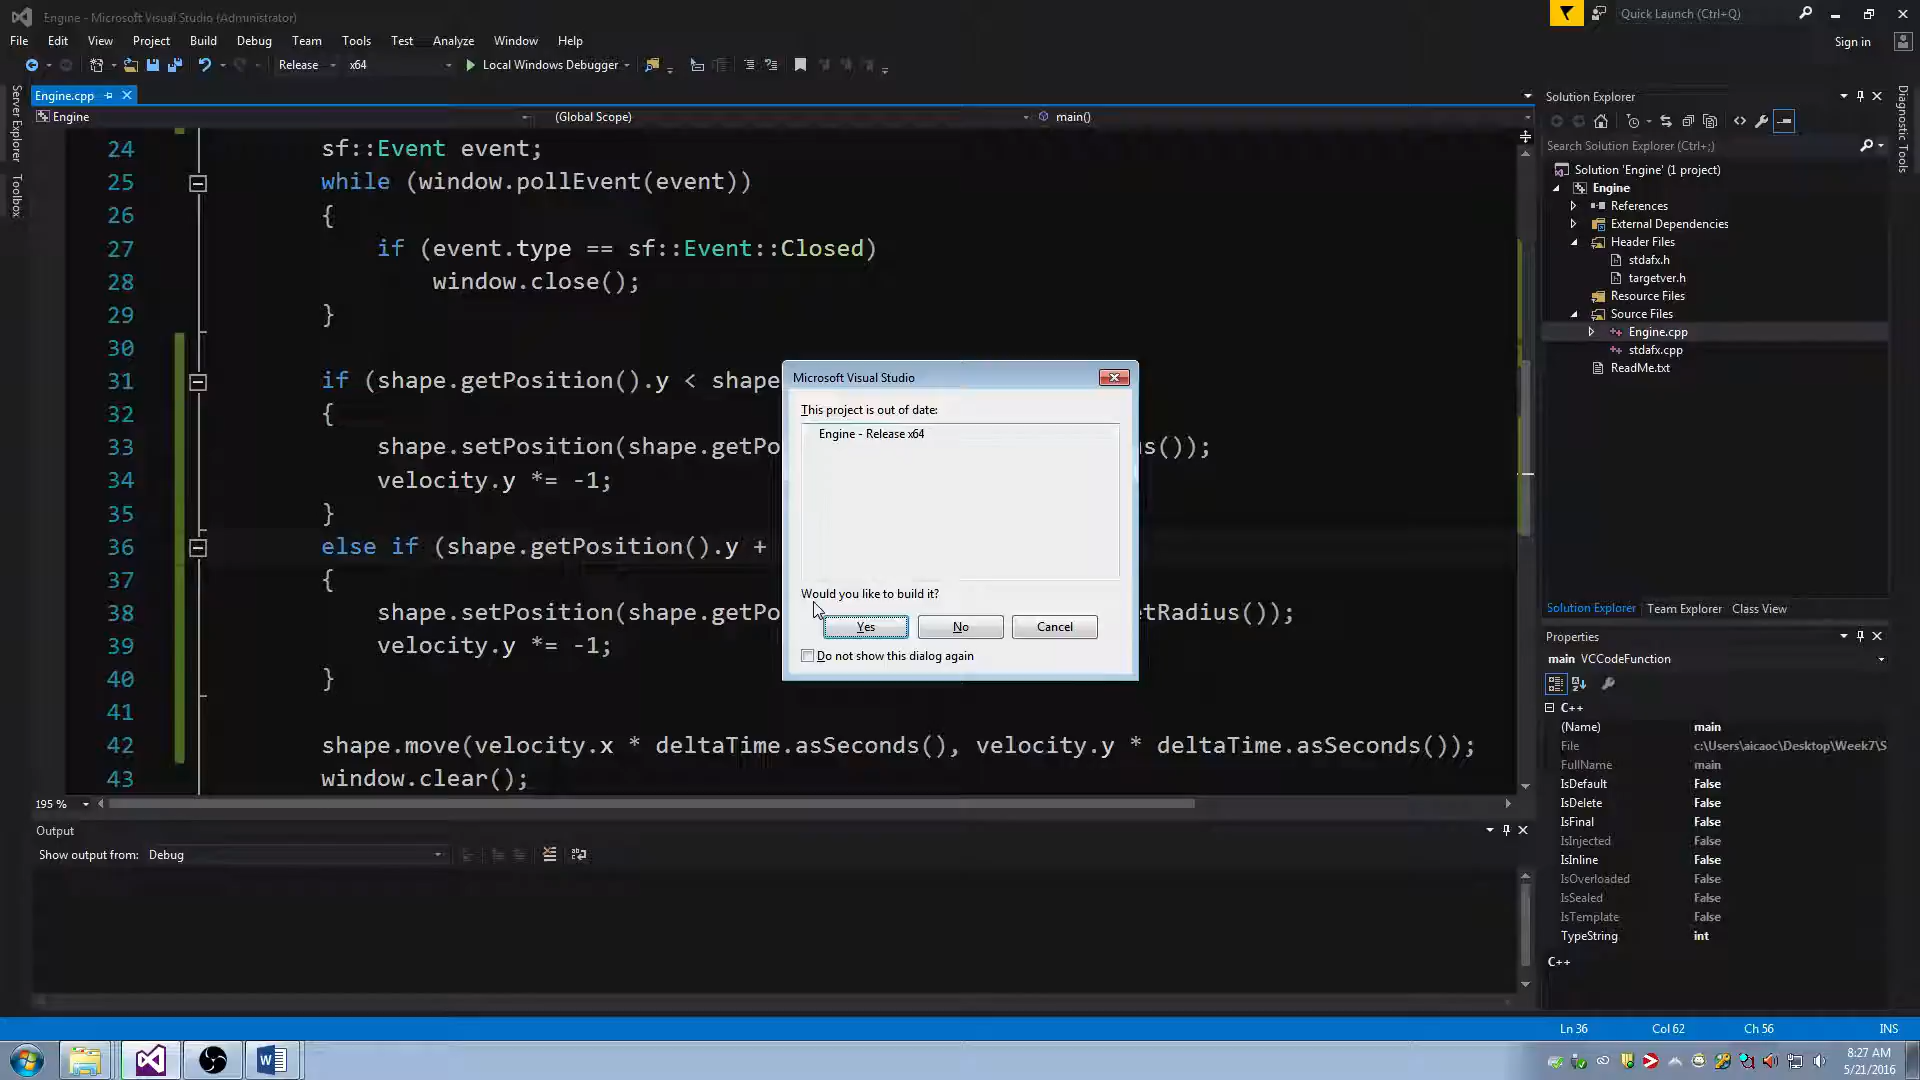 Engine - Microsoft Visual Studio (Administrator)
Quick Launch (Ctrl+Q)
File Edit View Project Build Debug Team Tools Test Analyze Window Help
Sign in
Release x64 Local Windows Debugger
Server Explorer
Toolbox
Engine.cpp
Engine (Global Scope) main()
24 sf::Event event;
25 while (window.pollEvent(event))
26 {
27 if (event.type == sf::Event::Closed)
28 window.close();
29 }
30
31 if (shape.getPosition().y < shape
32 {
33 shape.setPosition(shape.getPo s());
34 velocity.y *= -1;
35 }
36 else if (shape.getPosition().y +
37 {
38 shape.setPosition(shape.getPo tRadius());
39 velocity.y *= -1;
40 }
41
42 shape.move(velocity.x * deltaTime.asSeconds(), velocity.y * deltaTime.asSeconds());
43 window.clear();
195 %
Microsoft Visual Studio
This project is out of date:
Engine - Release x64
Would you like to build it?
Yes No Cancel
Do not show this dialog again
Output
Show output from: Debug
Solution Explorer
Search Solution Explorer (Ctrl+;)
Solution 'Engine' (1 project)
Engine
References
External Dependencies
Header Files
stdafx.h
targetver.h
Resource Files
Source Files
Engine.cpp
stdafx.cpp
ReadMe.txt
Solution Explorer Team Explorer Class View
Diagnostic Tools
Properties
main VCCodeFunction
C++
(Name) main
File c:\Users\aicaoc\Desktop\Week7\S
FullName main
IsDefault False
IsDelete False
IsFinal False
IsInjected False
IsInline False
IsOverloaded False
IsSealed False
IsTemplate False
TypeString int
C++
Ln 36 Col 62 Ch 56 INS
8:27 AM
5/21/2016